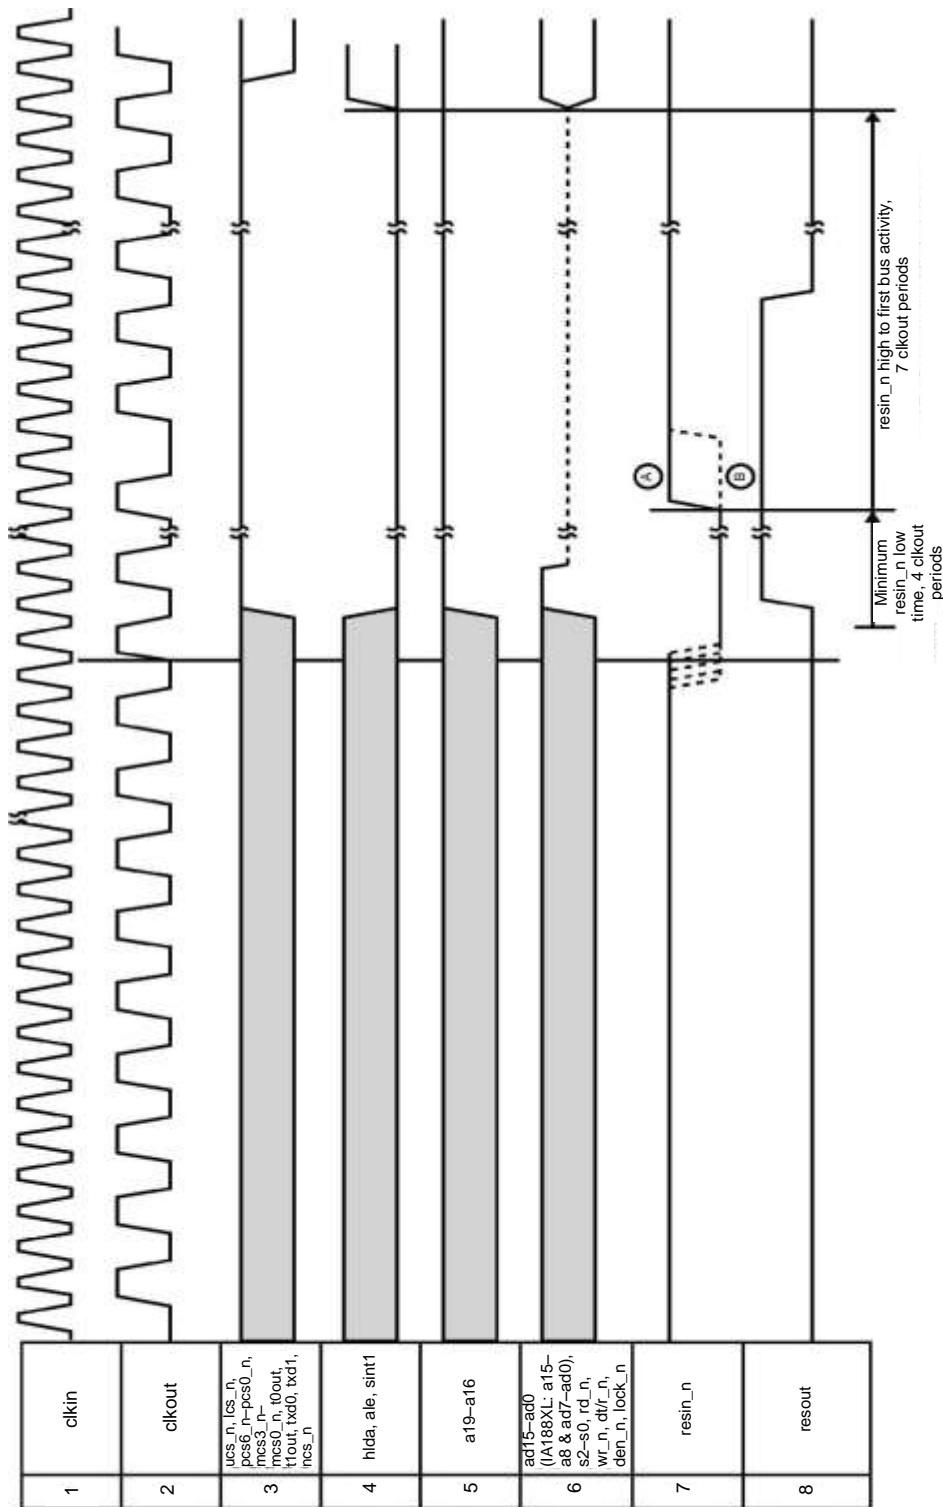 1
clkin
2
clkout
3
ucs_n, lcs_n,
pcs6_n–pcs0_n,
mcs3_n–
mcs0_n, t0out,
t1out, txd0, txd1,
ncs_n
4
hlda, ale, sint1
5
a19–a16
6
ad15–ad0
(IA188XL: a15–
a8 & ad7–ad0),
s2–s0, rd_n,
wr_n, dt/r_n,
den_n, lock_n
7
resin_n
8
resout
A
B
Minimum
resin_n low
time, 4 clkout
periods
resin_n high to first bus activity,
7 clkout periods